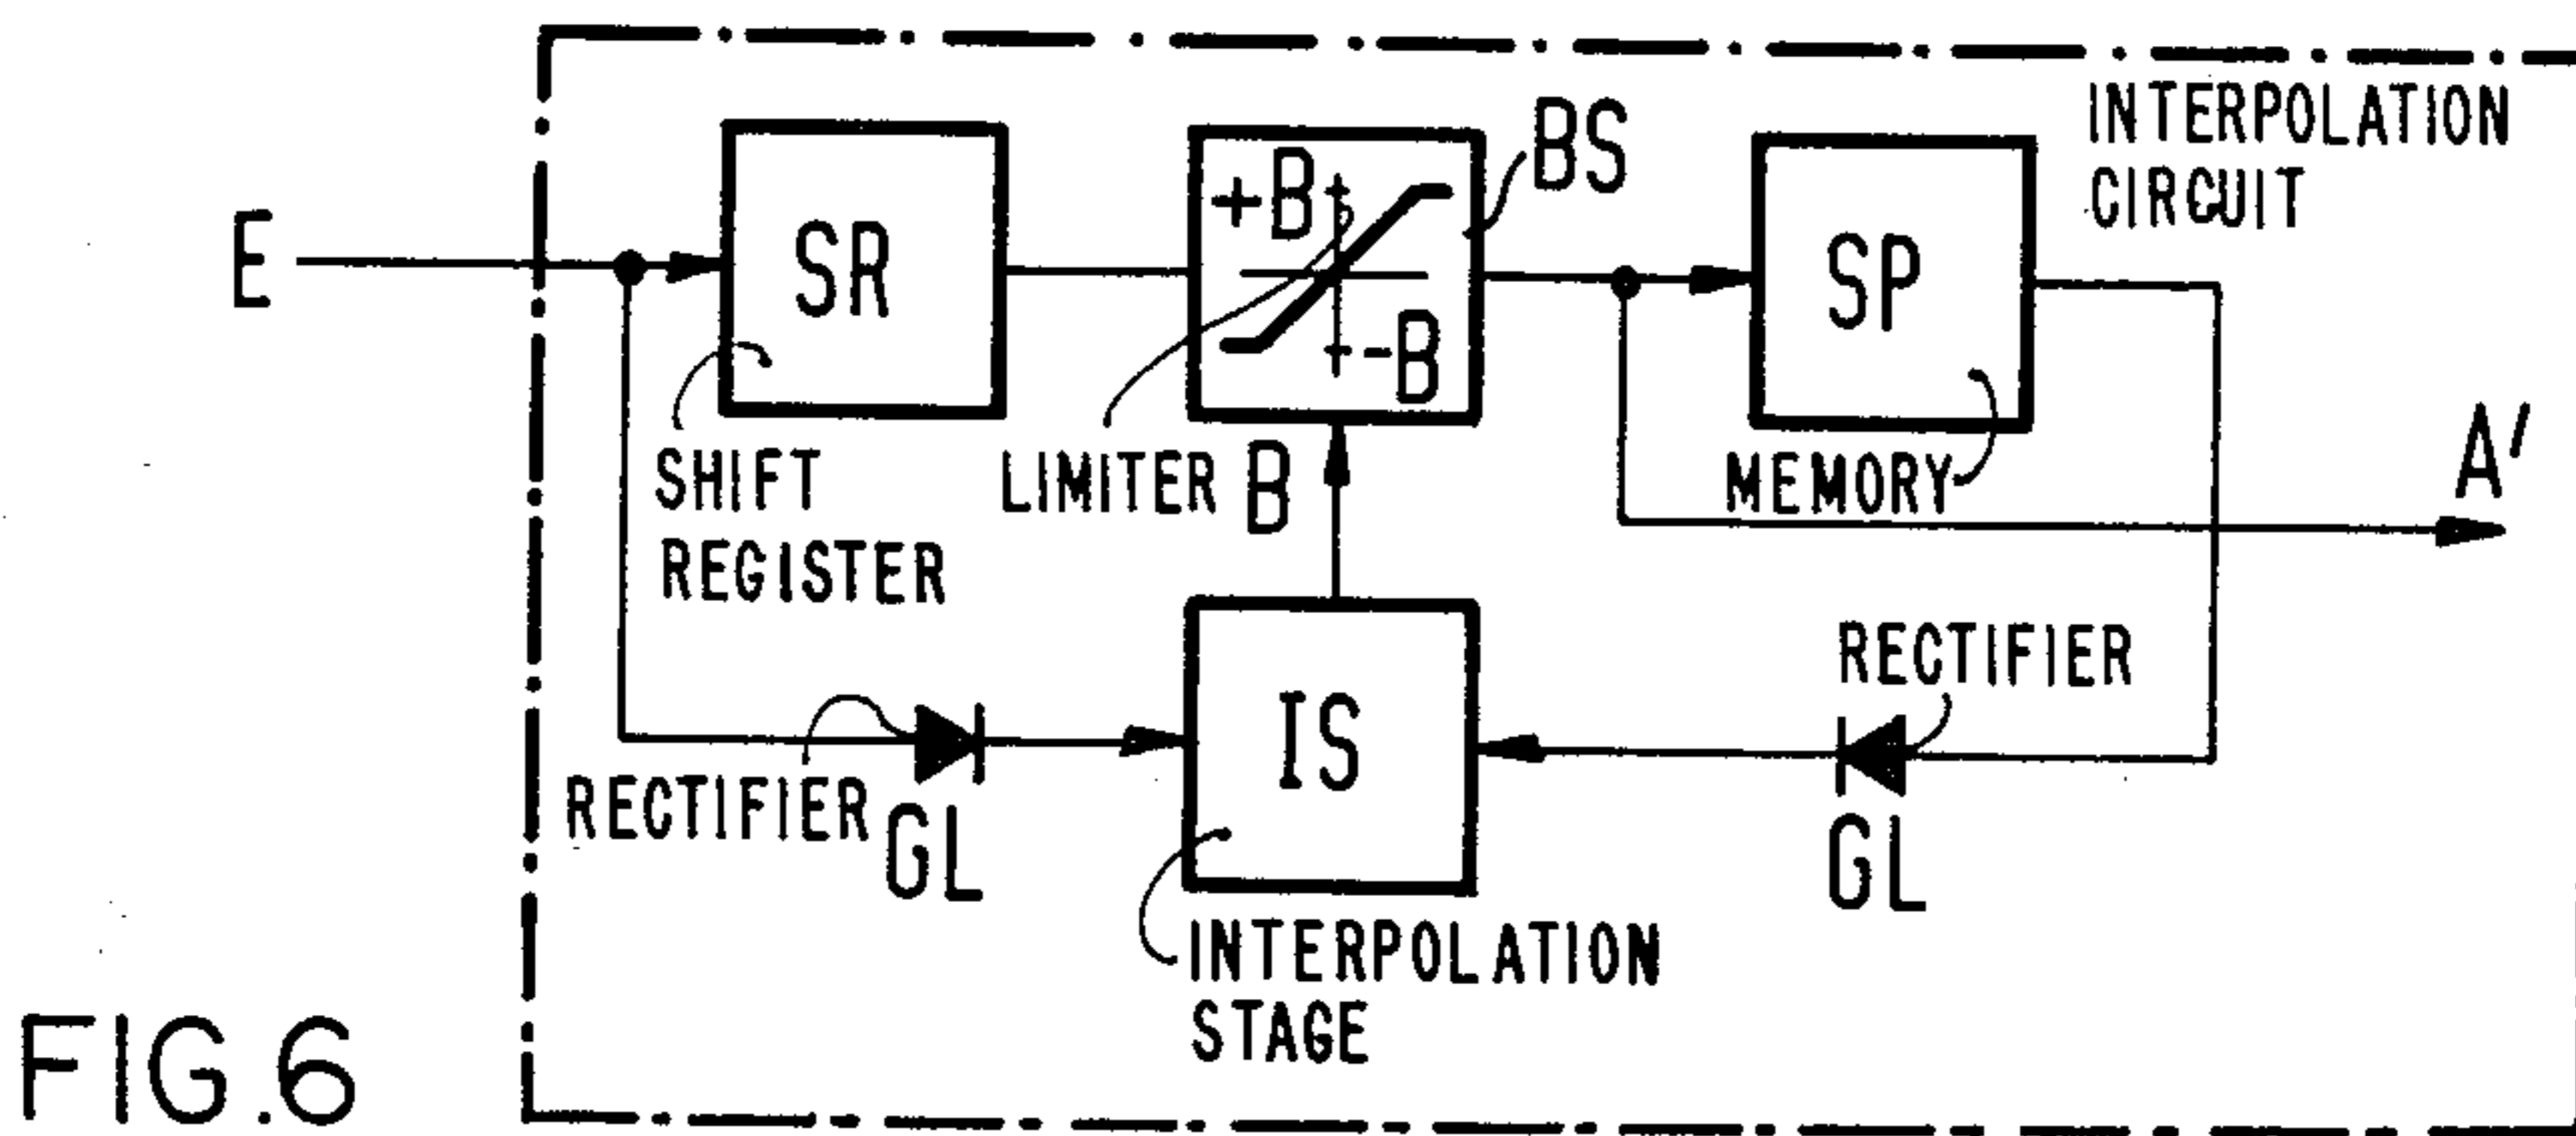 INTERPOLATION
CIRCUIT
E
SR
+B
-B
BS
SP
SHIFT
REGISTER
LIMITER
B
MEMORY
A'
RECTIFIER
GL
IS
RECTIFIER
GL
INTERPOLATION
STAGE
FIG.6